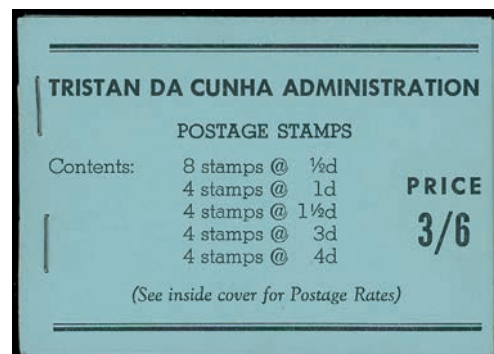 TRISTAN DA CUNHA ADMINISTRATION
POSTAGE STAMPS
Contents: 8 stamps @ ½d
4 stamps @ 1d
4 stamps @ 1½d
4 stamps @ 3d
4 stamps @ 4d
PRICE
3/6
(See inside cover for Postage Rates)